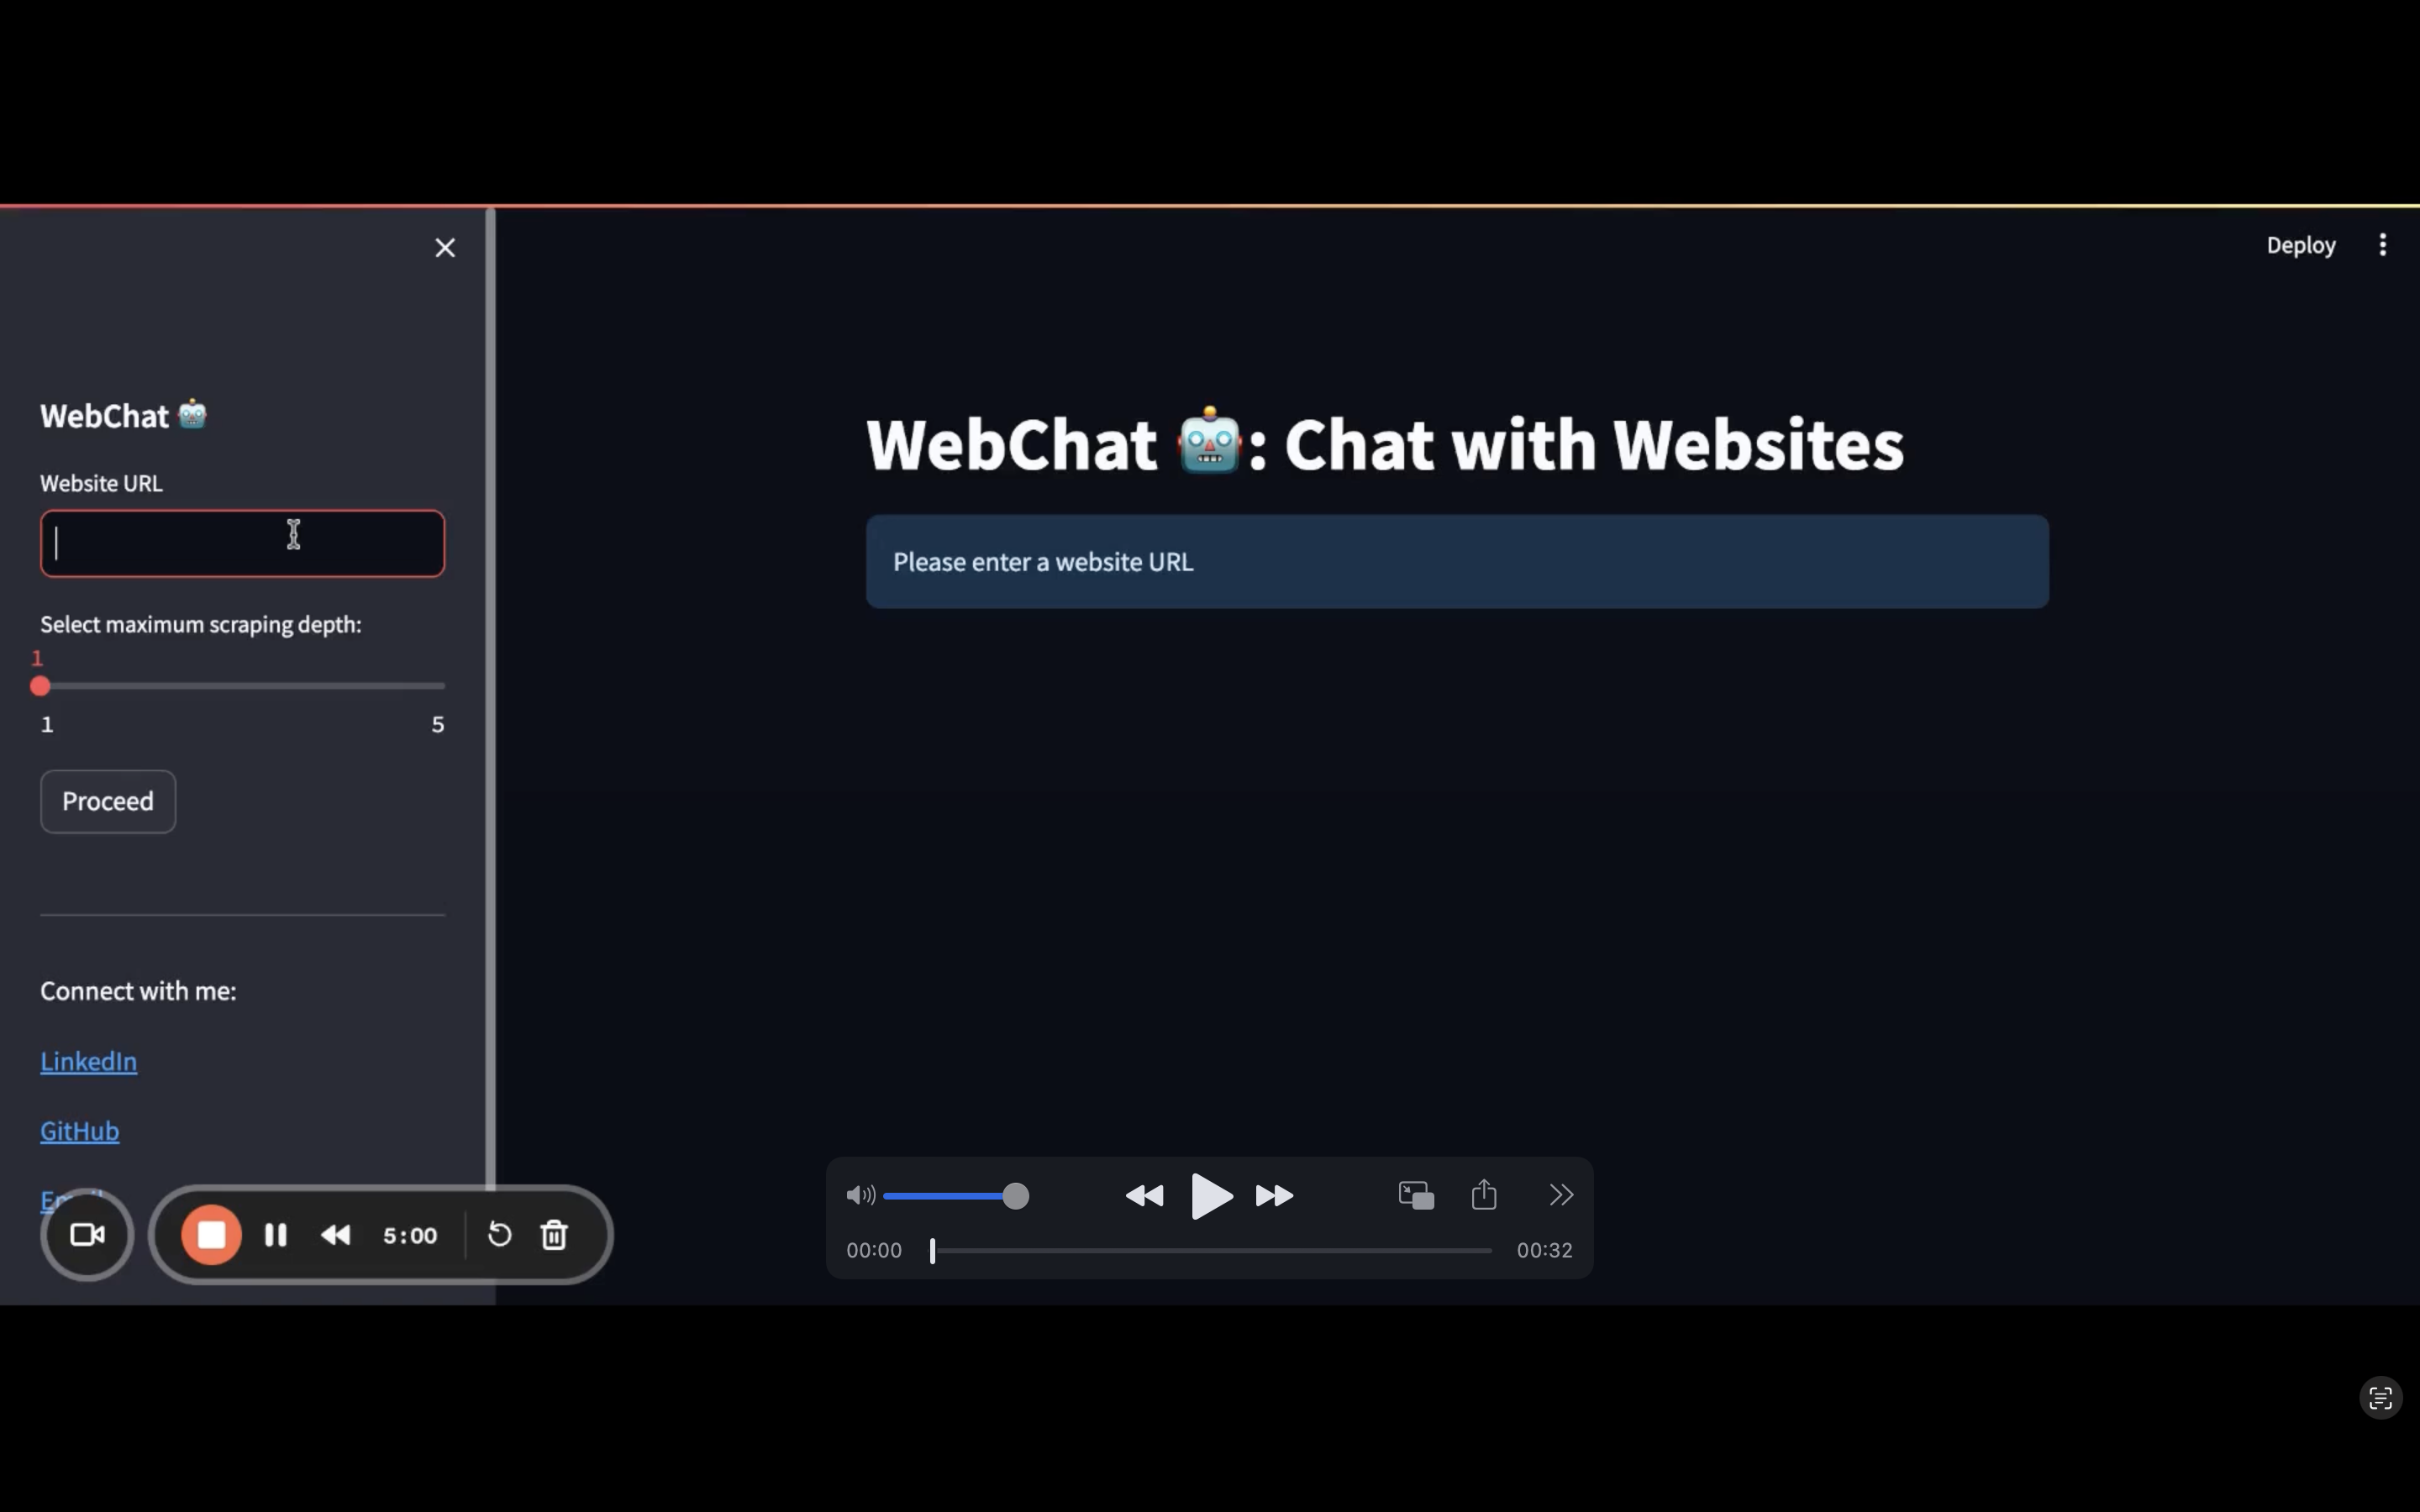 Deploy
WebChat 🤖
Website URL
Select maximum scraping depth:
1
1 5
Proceed
Connect with me:
LinkedIn
GitHub
WebChat 🤖: Chat with Websites
Please enter a website URL
5:00
00:00 00:32